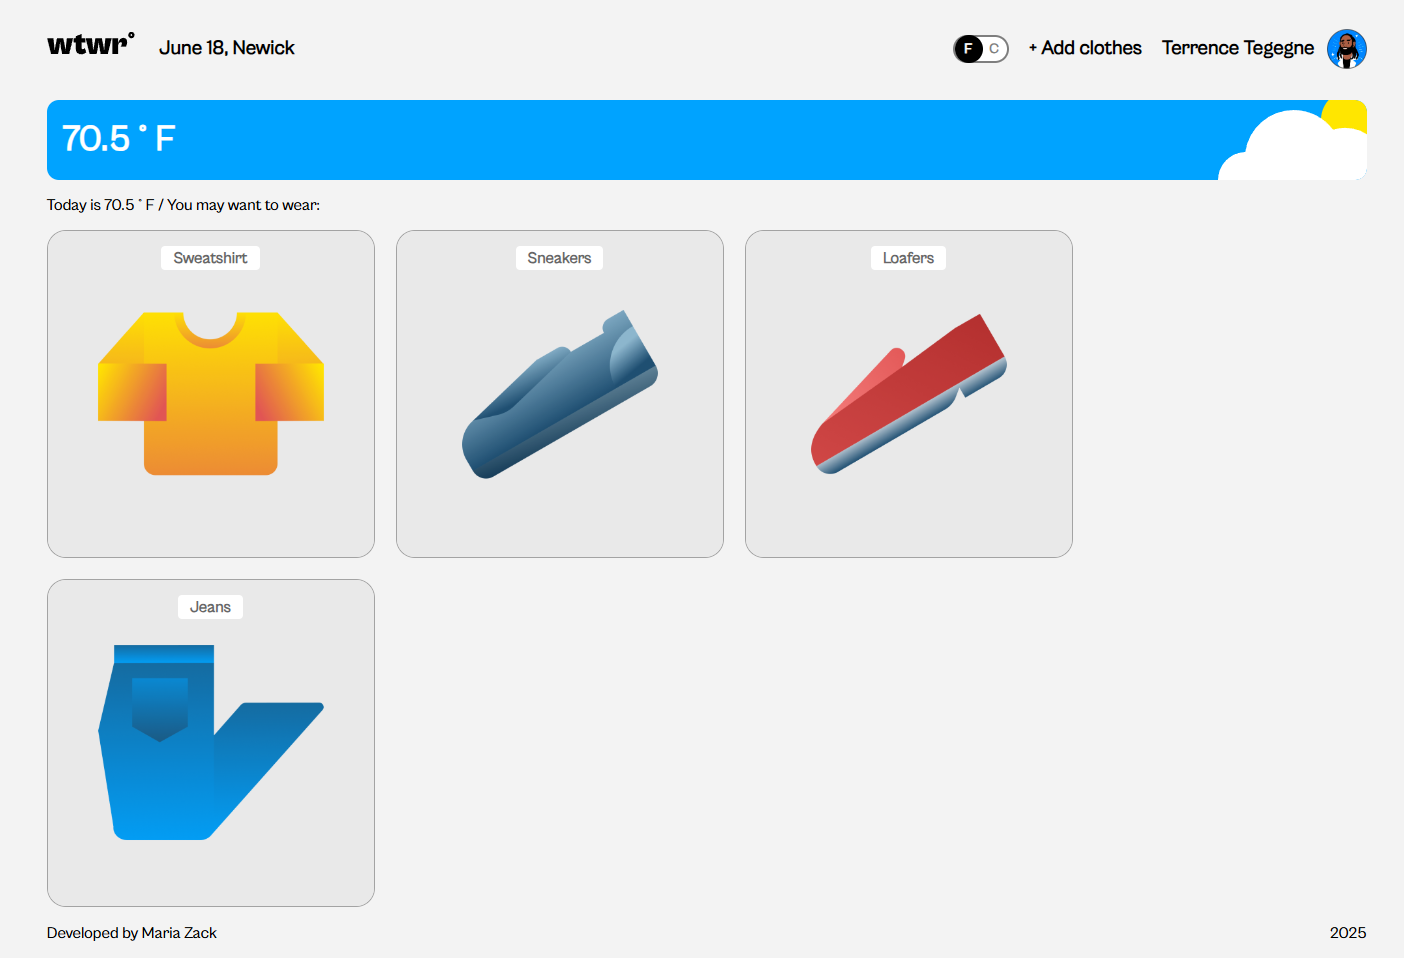 wtwr° June 18, Newick F C + Add clothes Terrence Tegegne
70.5 ° F
Today is 70.5 ° F / You may want to wear:
Sweatshirt Sneakers Loafers
Jeans
Developed by Maria Zack 2025